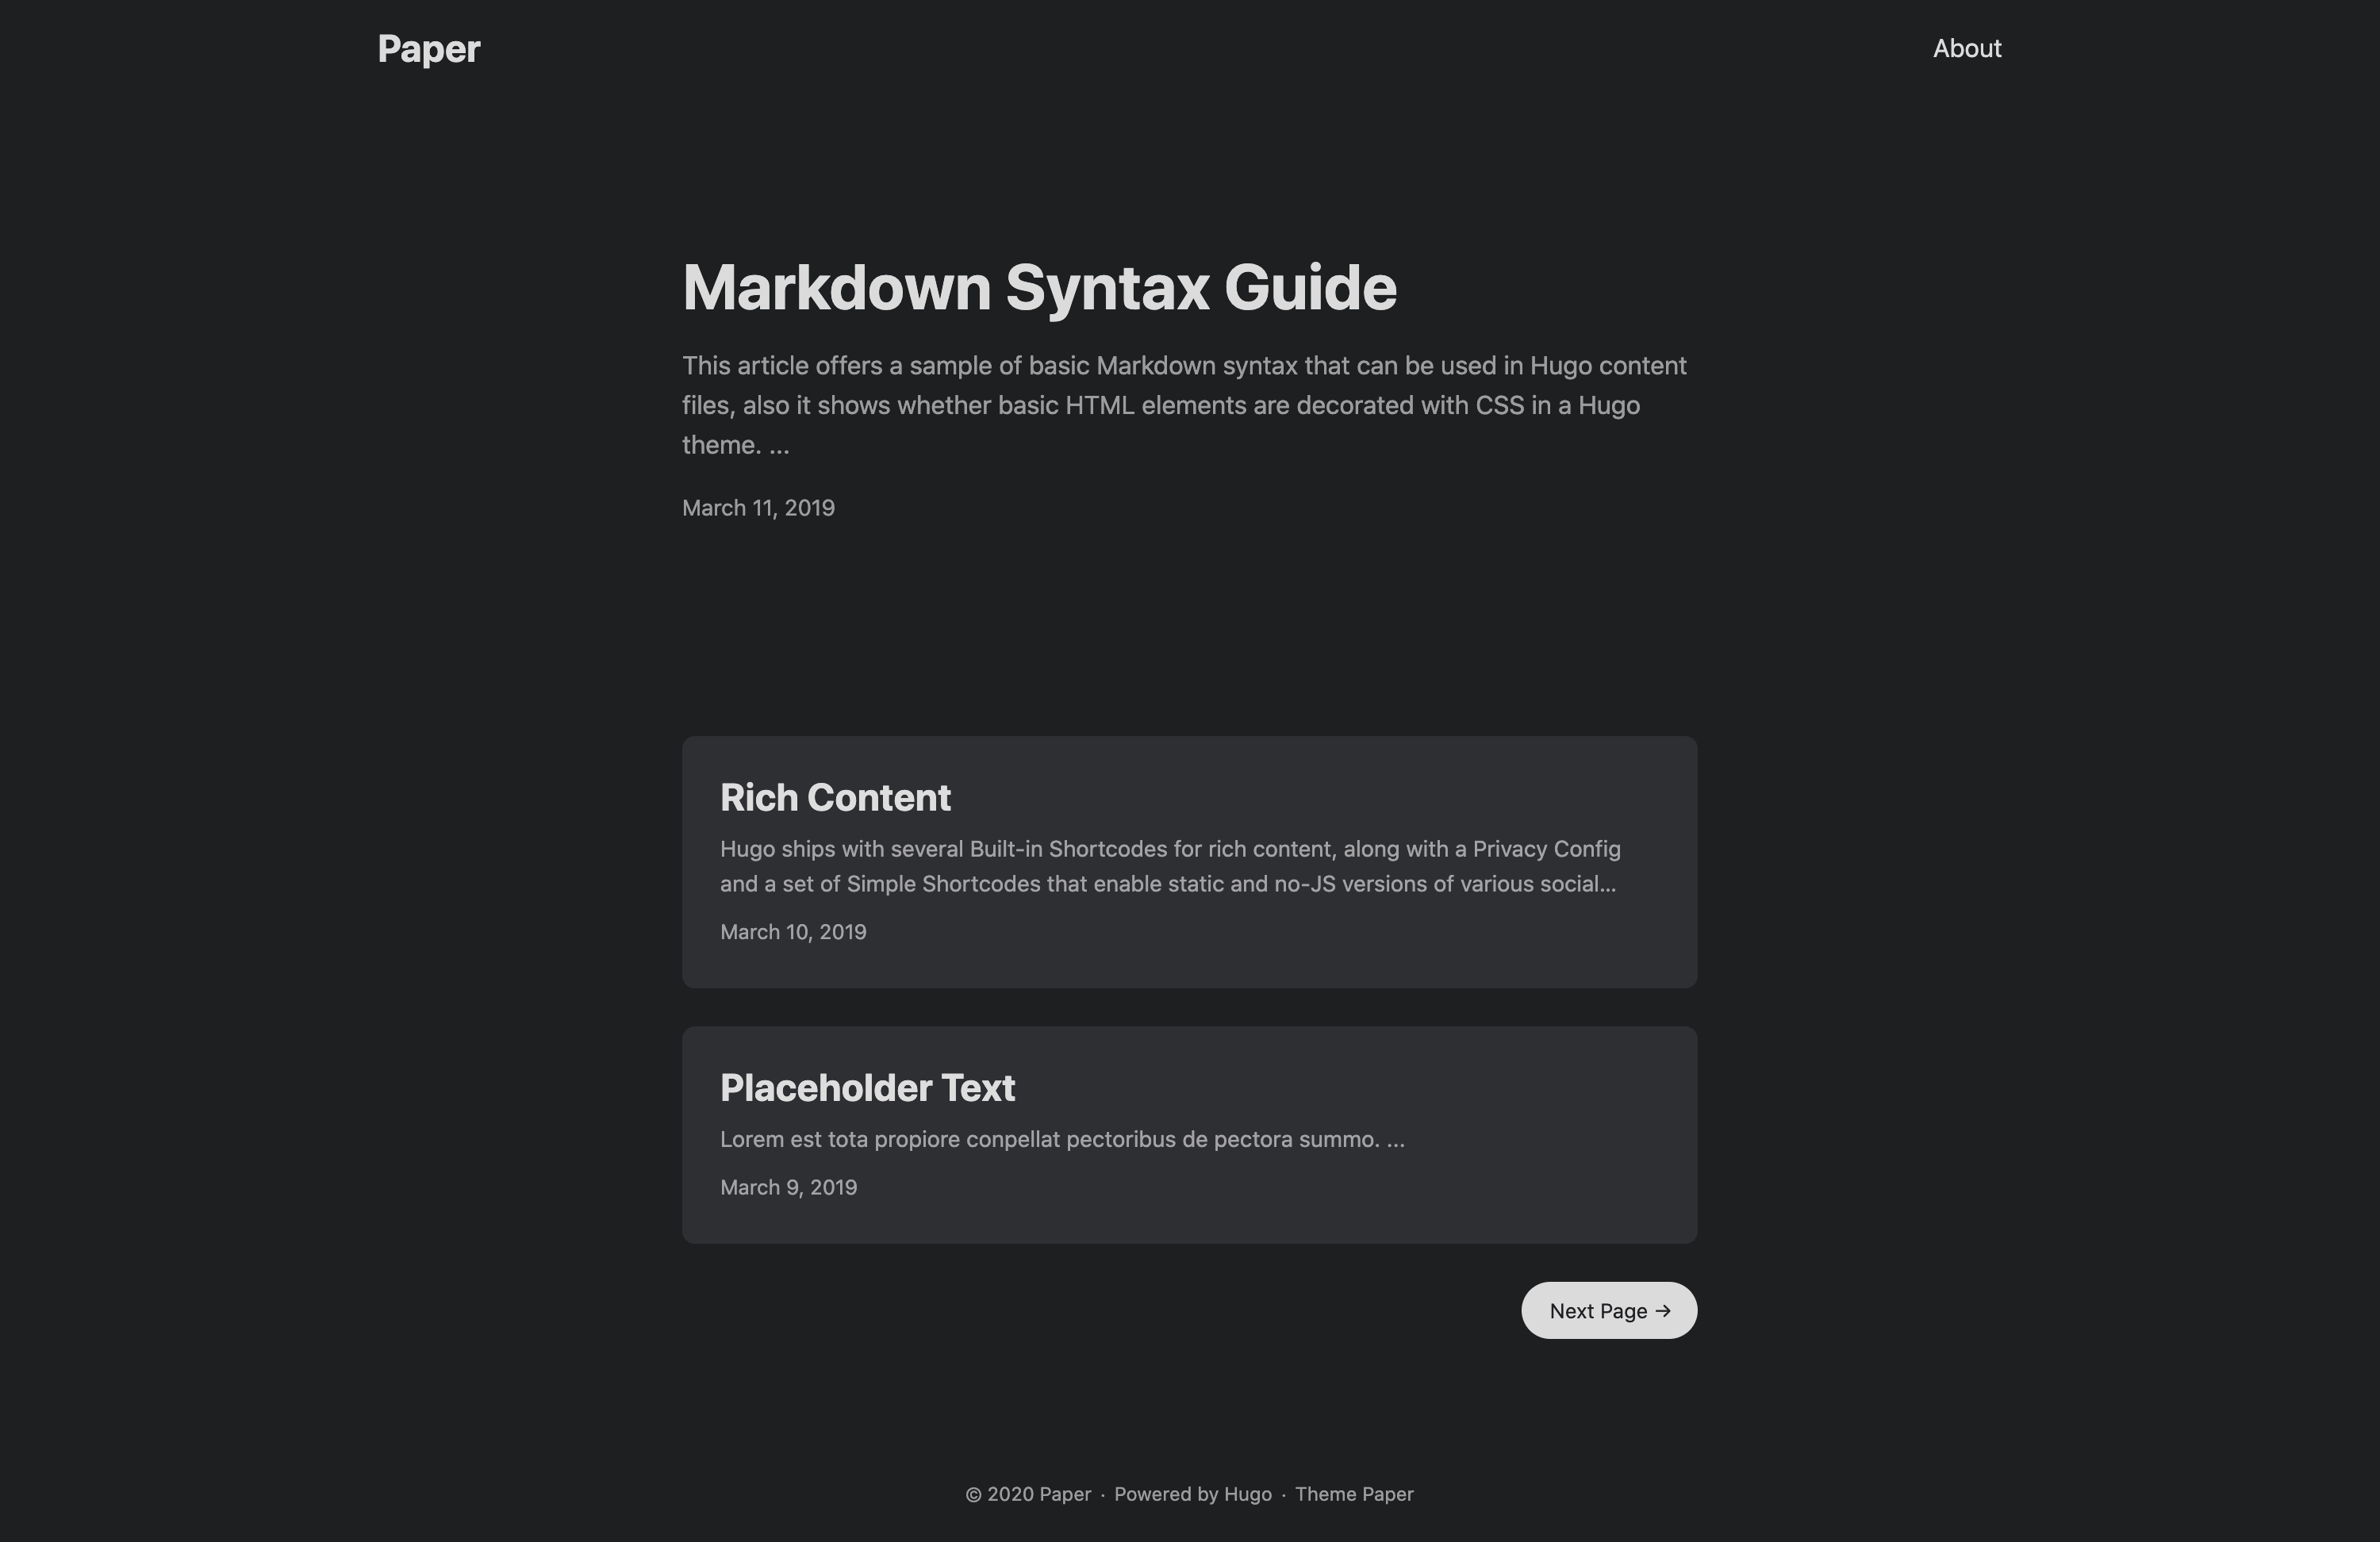 Paper
About
Markdown Syntax Guide
This article offers a sample of basic Markdown syntax that can be used in Hugo content
files, also it shows whether basic HTML elements are decorated with CSS in a Hugo
theme. ...
March 11, 2019
Rich Content
Hugo ships with several Built-in Shortcodes for rich content, along with a Privacy Config
and a set of Simple Shortcodes that enable static and no-JS versions of various social...
March 10, 2019
Placeholder Text
Lorem est tota propiore conpellat pectoribus de pectora summo. ...
March 9, 2019
Next Page →
© 2020 Paper · Powered by Hugo · Theme Paper